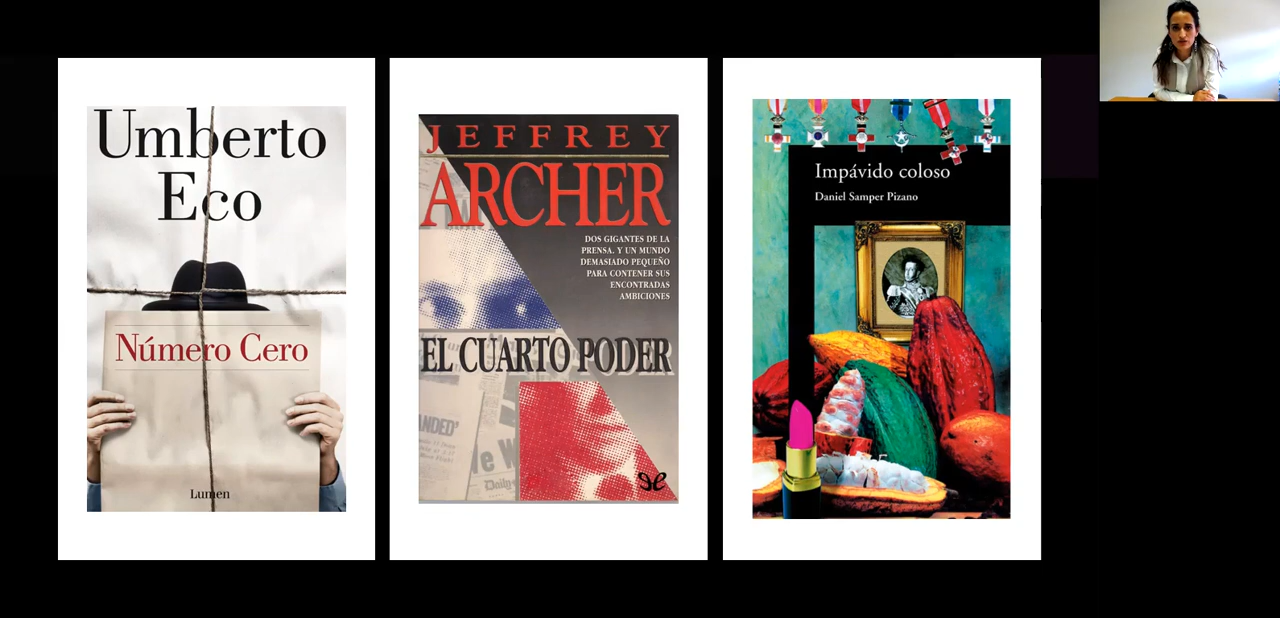 Umberto
Eco
Número Cero
Lumen
JEFFREY
ARCHER
DOS GIGANTES DE LA
PRENSA. Y UN MUNDO
DEMASIADO PEQUEÑO
PARA CONTENER SUS
ENCONTRADAS
AMBICIONES
EL CUARTO PODER
Impávido coloso
Daniel Samper Pizano